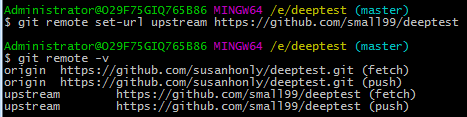 Administrator@O29F75GIQ765B86 MINGW64 /e/deeptest (master)
$ git remote set-url upstream https://github.com/small99/deeptest
Administrator@O29F75GIQ765B86 MINGW64 /e/deeptest (master)
$ git remote -v
origin  https://github.com/susanhonly/deeptest.git (fetch)
origin  https://github.com/susanhonly/deeptest.git (push)
upstream        https://github.com/small99/deeptest (fetch)
upstream        https://github.com/small99/deeptest (push)